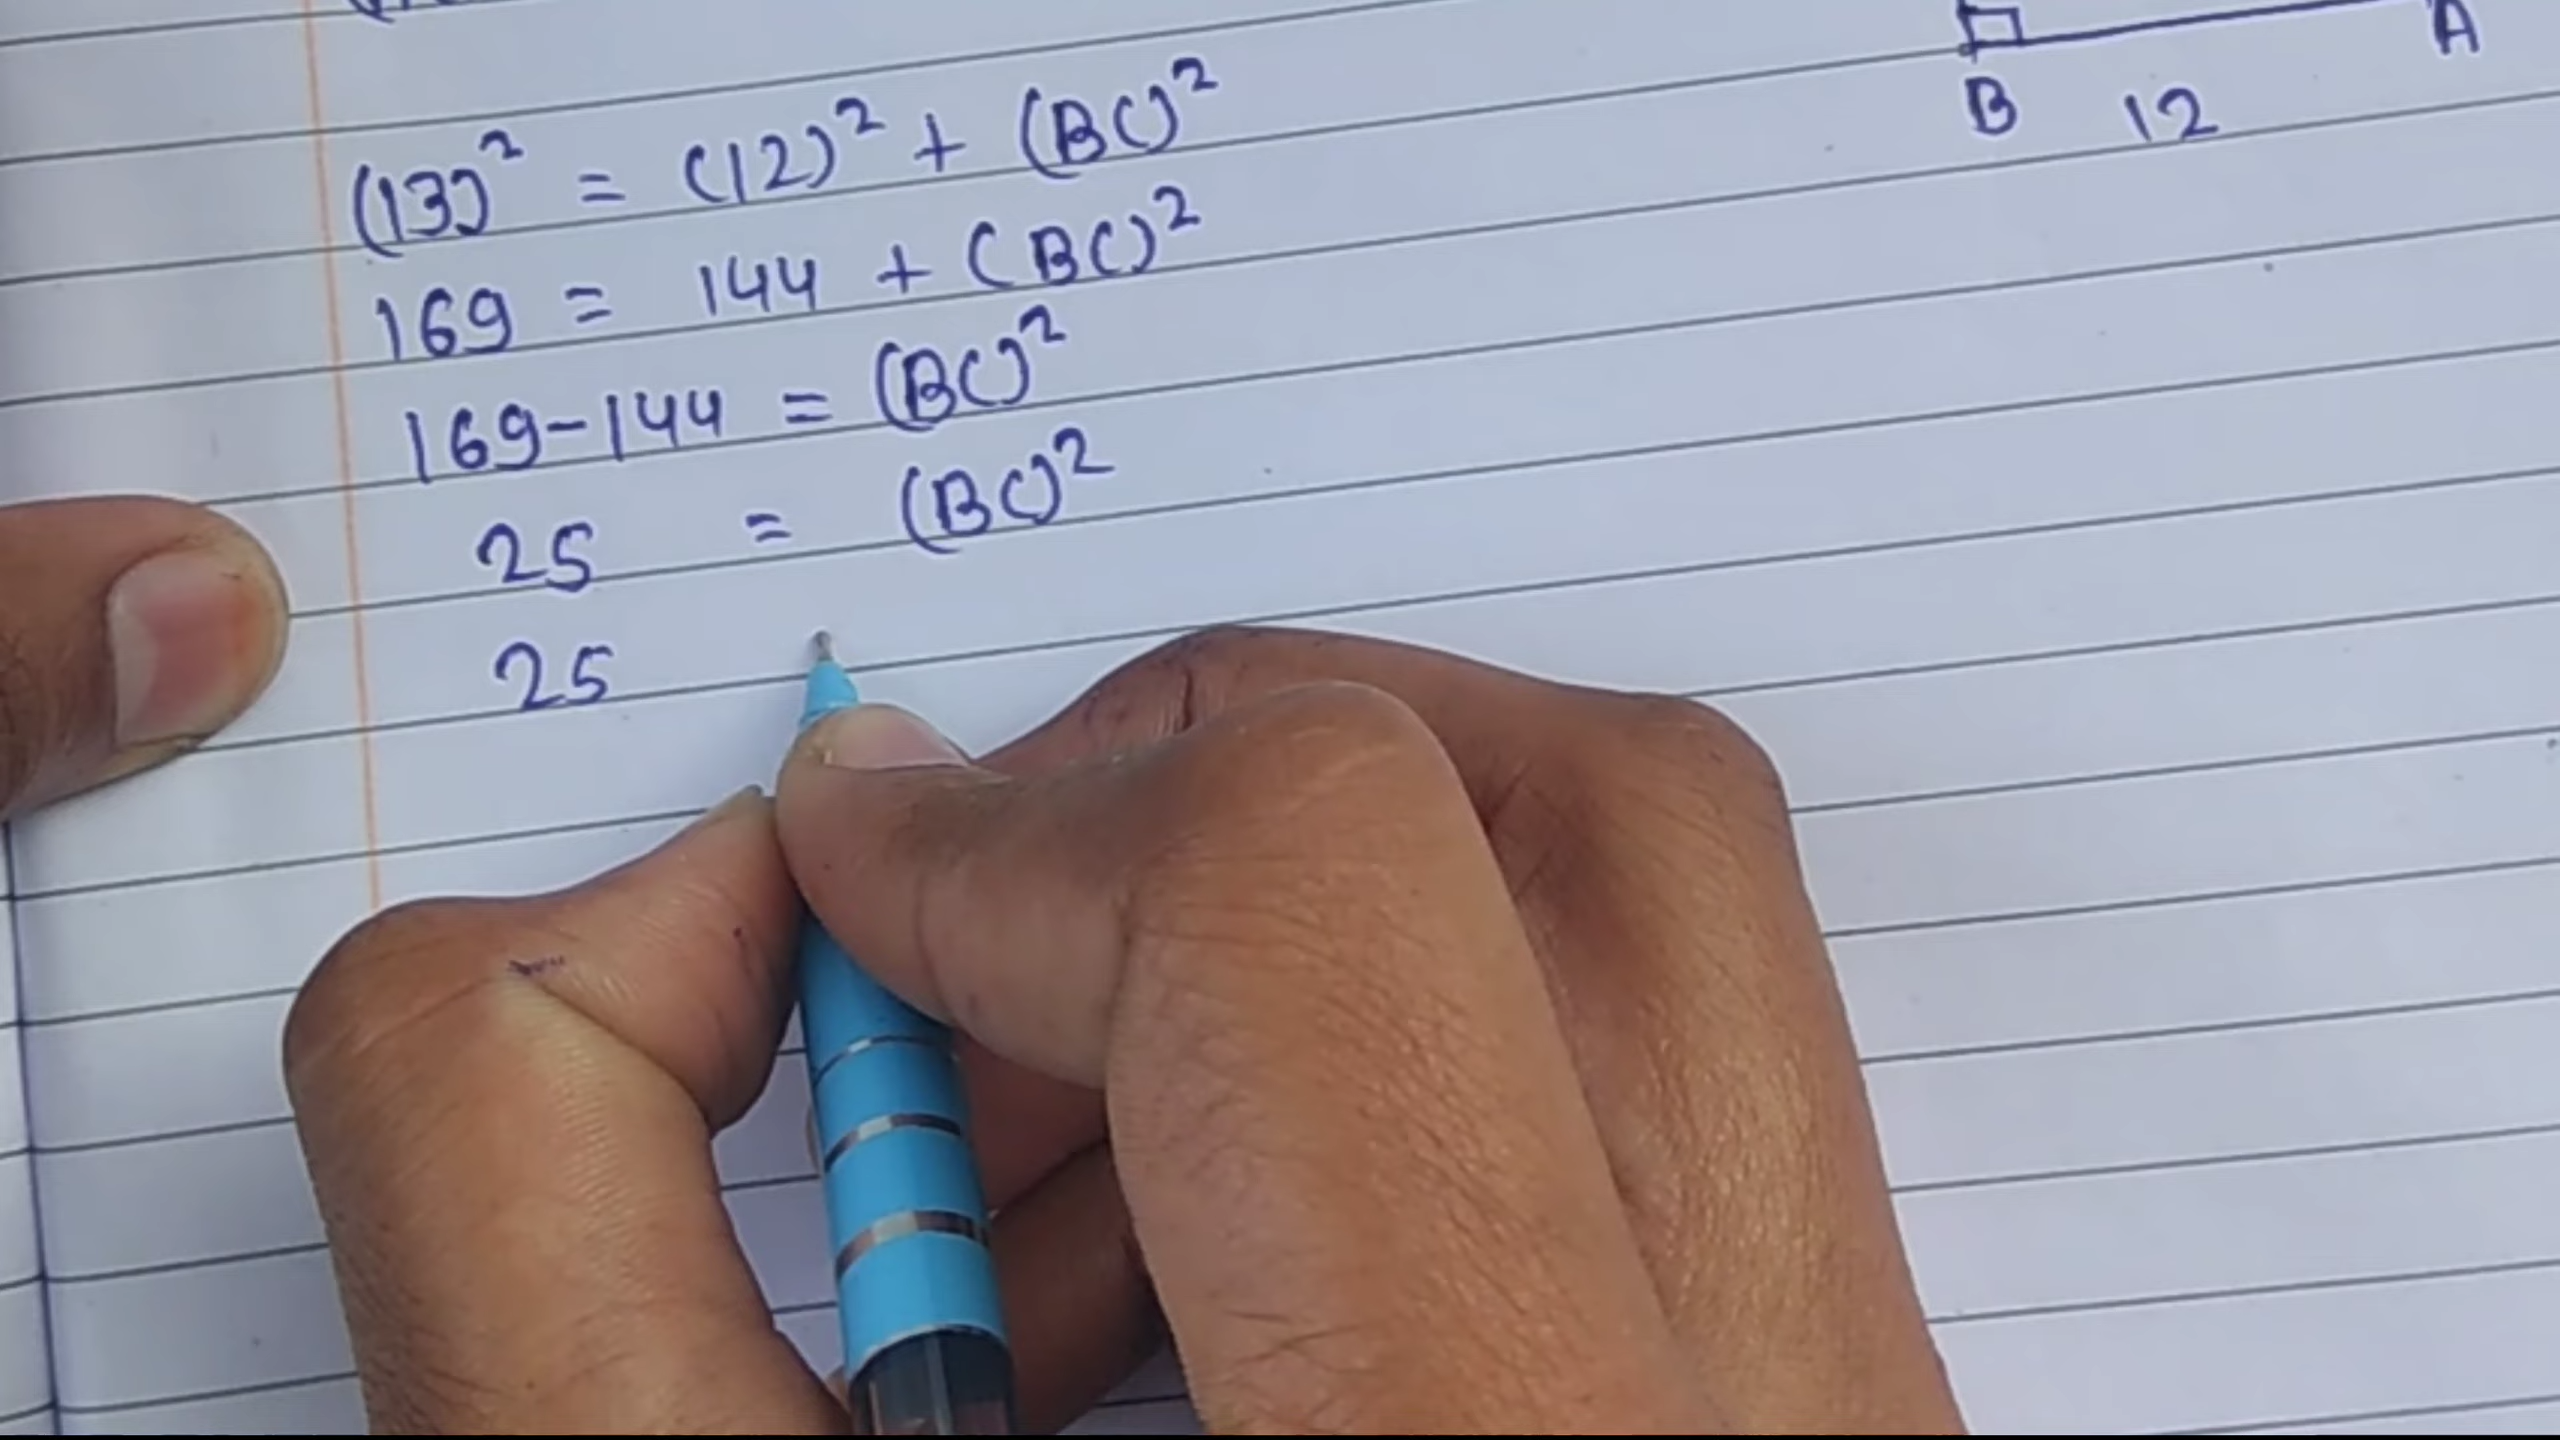 (13)² = (12)² + (BC)²
169 = 144 + (BC)²
169-144 = (BC)²
25 = (BC)²
25
A
B 12